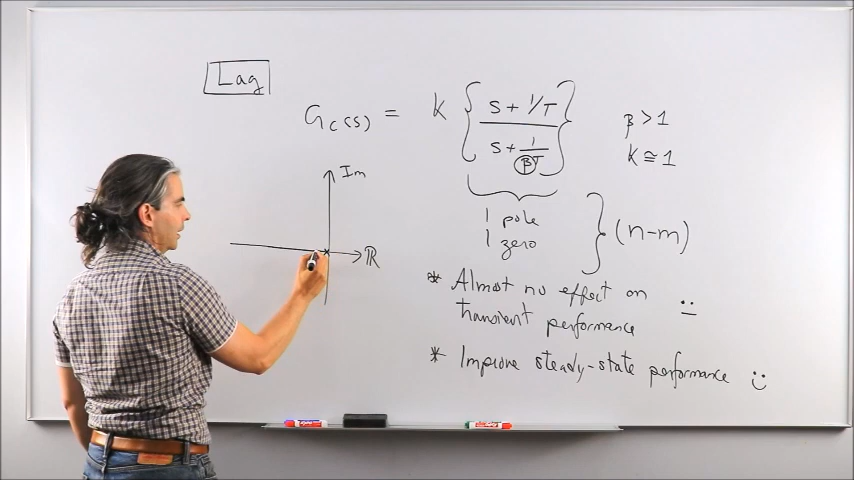 Lag
Gc(s) = K { s + 1/T / s + 1/βT }
β > 1
K ≅ 1
Im
ℝ
1 pole
1 zero
} (n-m)
* Almost no effect on
transient performance
* Improve steady-state performance